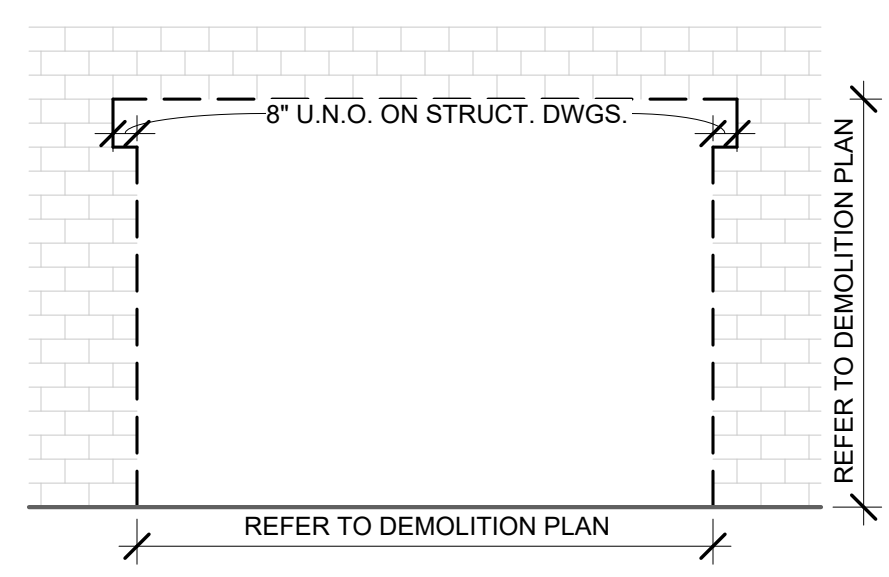 8" U.N.O. ON STRUCT. DWGS.
REFER TO DEMOLITION PLAN
REFER TO DEMOLITION PLAN